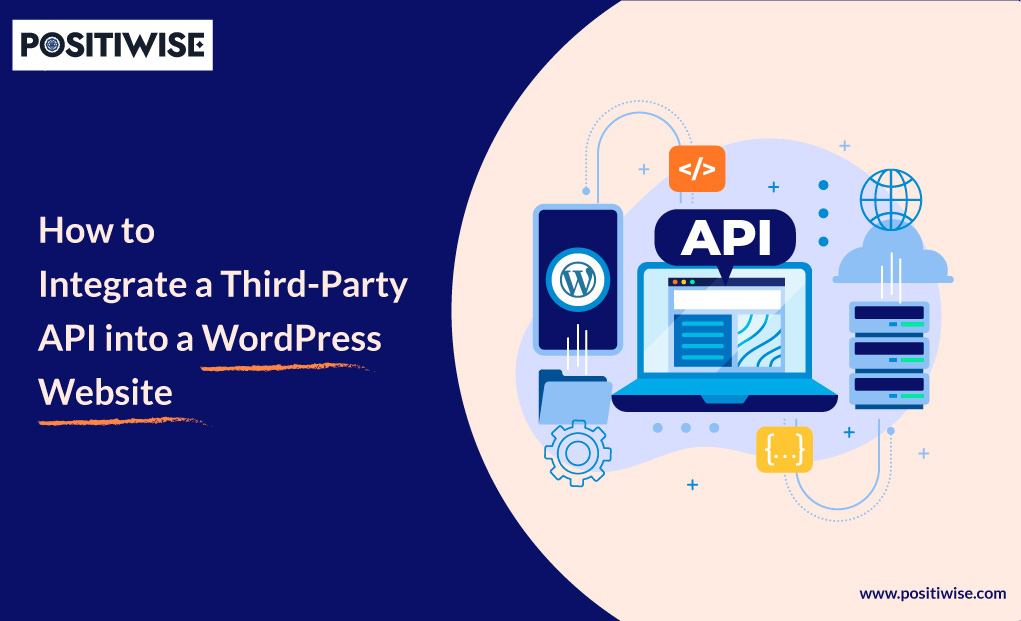 POSITIWISE
How to
Integrate a Third-Party
API into a WordPress
Website
</>
API
W
{...}
www.positiwise.com